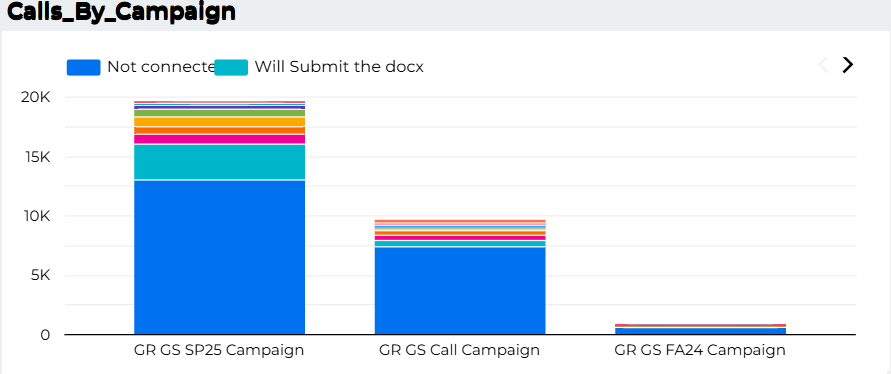 Calls_By_Campaign
Not connecte Will Submit the docx
20K
15K
10K
5K
0
GR GS SP25 Campaign GR GS Call Campaign GR GS FA24 Campaign